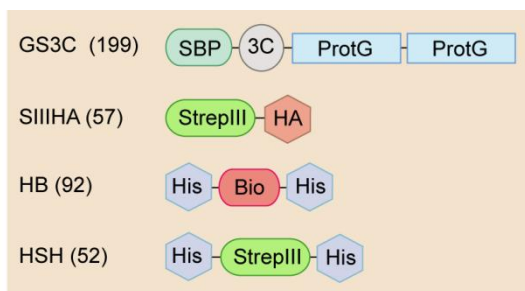 GS3C (199) SBP 3C ProtG ProtG
SIIIHA (57) StrepIII HA
HB (92) His Bio His
HSH (52) His StrepIII His